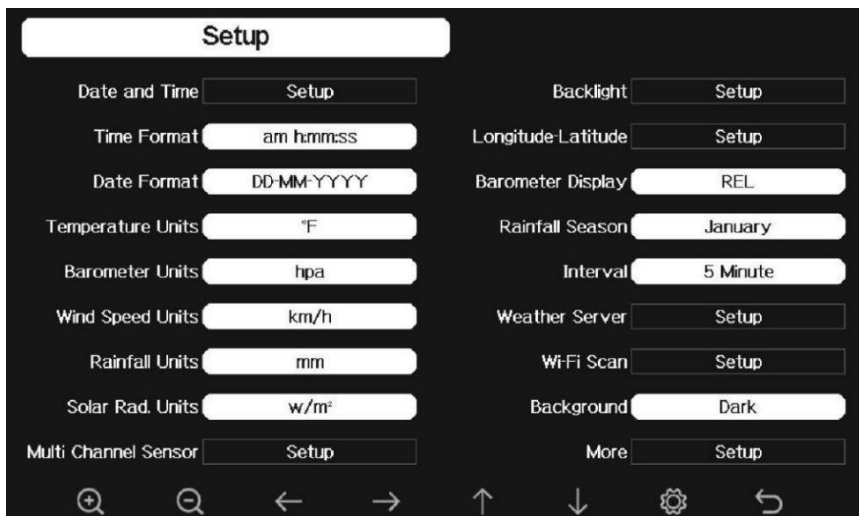 Setup
Date and Time Setup
Time Format am h:mm:ss
Date Format DD-MM-YYYY
Temperature Units °F
Barometer Units hpa
Wind Speed Units km/h
Rainfall Units mm
Solar Rad. Units w/m²
Multi Channel Sensor Setup
Backlight Setup
Longitude-Latitude Setup
Barometer Display REL
Rainfall Season January
Interval 5 Minute
Weather Server Setup
Wi-Fi Scan Setup
Background Dark
More Setup